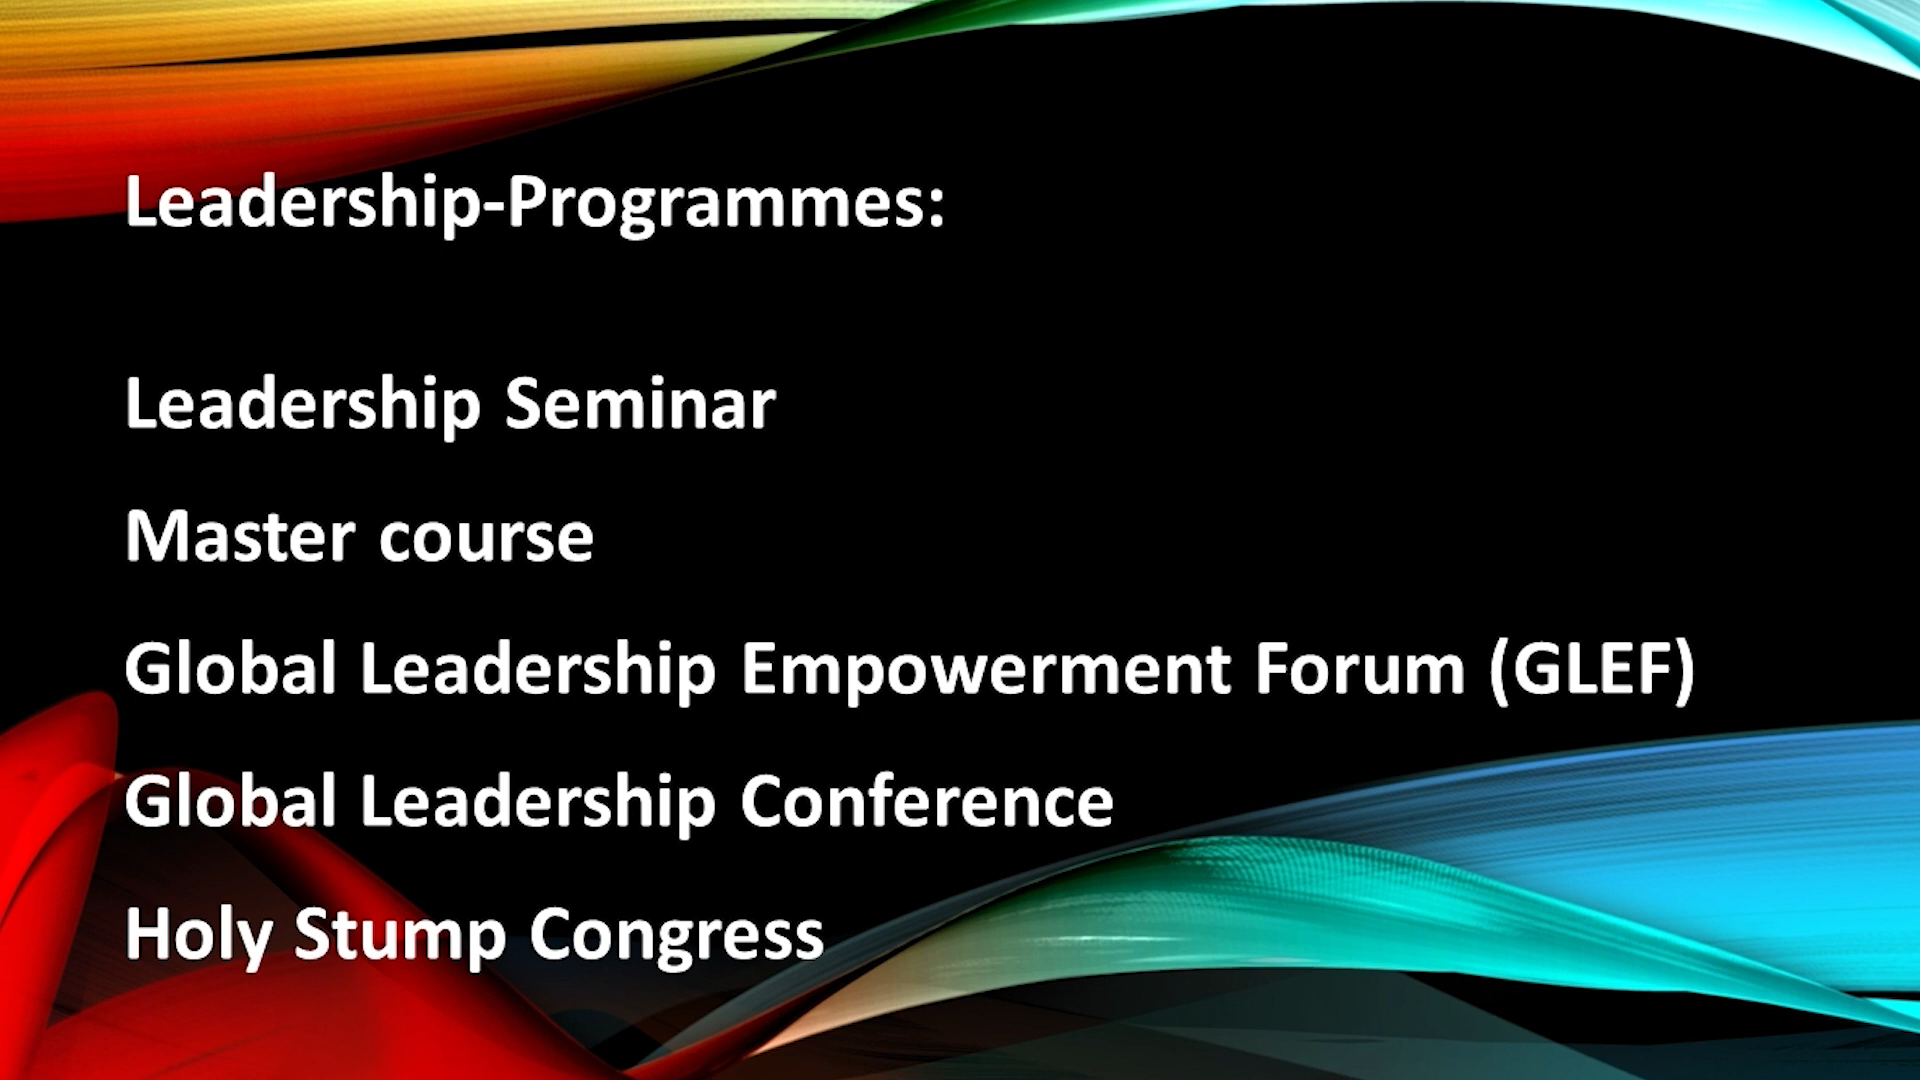 Leadership-Programmes:
Leadership Seminar
Master course
Global Leadership Empowerment Forum (GLEF)
Global Leadership Conference
Holy Stump Congress